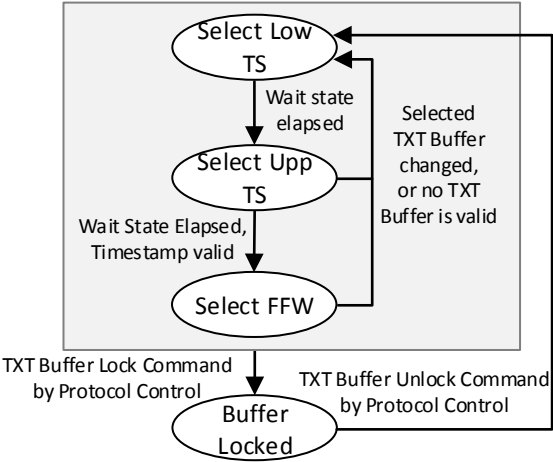 Select Low
TS
Wait state
elapsed
Selected
TXT Buffer
changed,
or no TXT
Buffer is valid
Select Upp
TS
Wait State Elapsed,
Timestamp valid
Select FFW
TXT Buffer Lock Command
by Protocol Control
TXT Buffer Unlock Command
by Protocol Control
Buffer
Locked